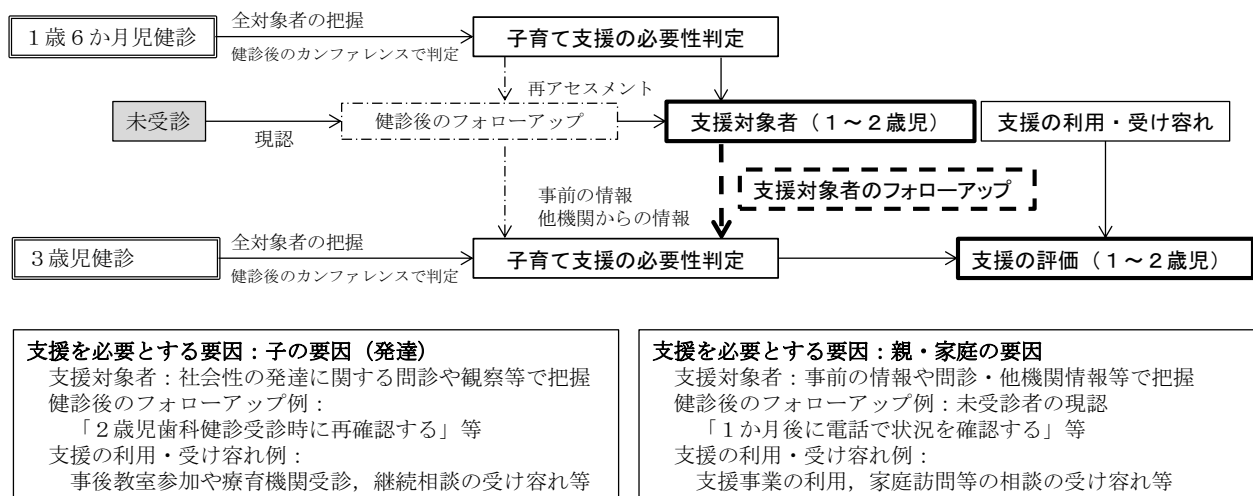 全対象者の把握
1歳6か月児健診
子育て支援の必要性判定
健診後のカンファレンスで判定
再アセスメント
未受診
現認
健診後のフォローアップ
支援対象者（1～2歳児）
支援の利用・受け容れ
支援対象者のフォローアップ
事前の情報
他機関からの情報
全対象者の把握
3歳児健診
子育て支援の必要性判定
支援の評価（1～2歳児）
健診後のカンファレンスで判定
支援を必要とする要因：子の要因（発達）
支援対象者：社会性の発達に関する問診や観察等で把握
健診後のフォローアップ例：
「2歳児歯科健診受診時に再確認する」等
支援の利用・受け容れ例：
事後教室参加や療育機関受診，継続相談の受け容れ等
支援を必要とする要因：親・家庭の要因
支援対象者：事前の情報や問診・他機関情報等で把握
健診後のフォローアップ例：未受診者の現認
「1か月後に電話で状況を確認する」等
支援の利用・受け容れ例：
支援事業の利用，家庭訪問等の相談の受け容れ等